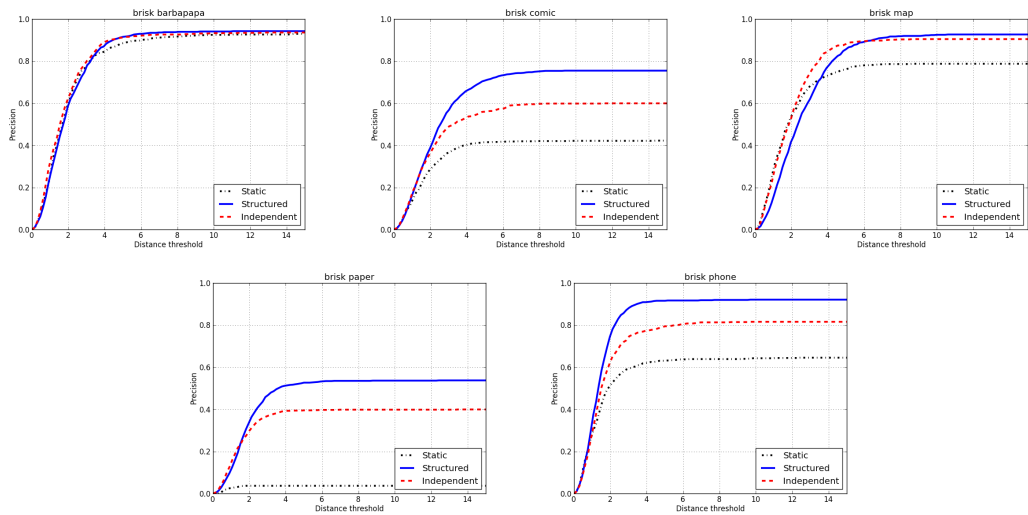 brisk barbapapa
1.0
0.8
0.6
0.4
0.2
0.0
Precision
0 2 4 6 8 10 12 14
Distance threshold
Static
Structured
Independent
brisk comic
1.0
0.8
0.6
0.4
0.2
0.0
Precision
0 2 4 6 8 10 12 14
Distance threshold
Static
Structured
Independent
brisk map
1.0
0.8
0.6
0.4
0.2
0.0
Precision
0 2 4 6 8 10 12 14
Distance threshold
Static
Structured
Independent
brisk paper
1.0
0.8
0.6
0.4
0.2
0.0
Precision
0 2 4 6 8 10 12 14
Distance threshold
Static
Structured
Independent
brisk phone
1.0
0.8
0.6
0.4
0.2
0.0
Precision
0 2 4 6 8 10 12 14
Distance threshold
Static
Structured
Independent